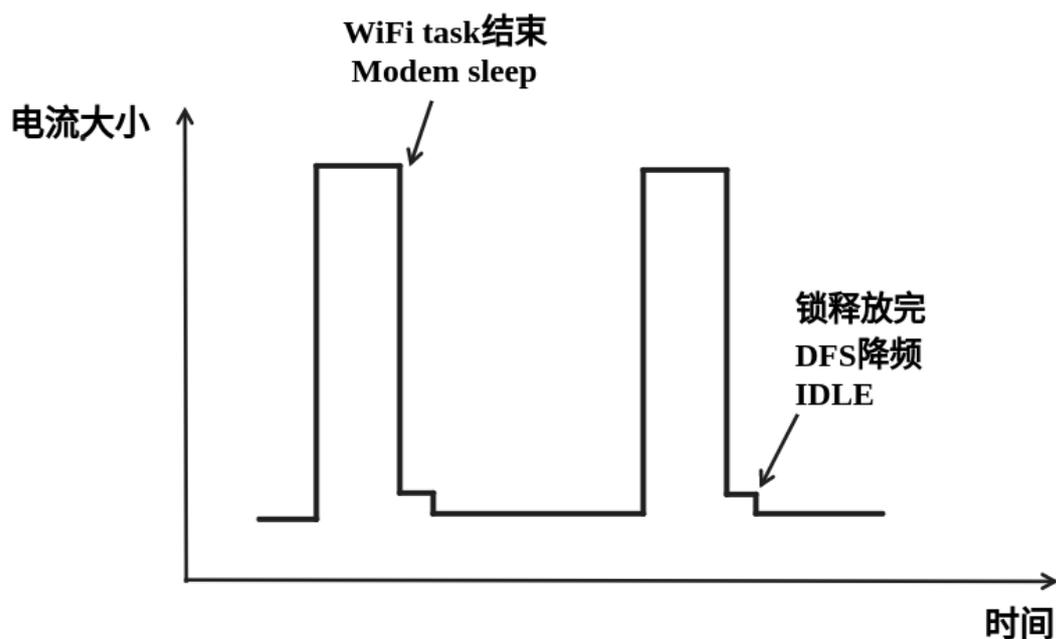 WiFi task结束
Modem sleep
电流大小
锁释放完
DFS降频
IDLE
时间